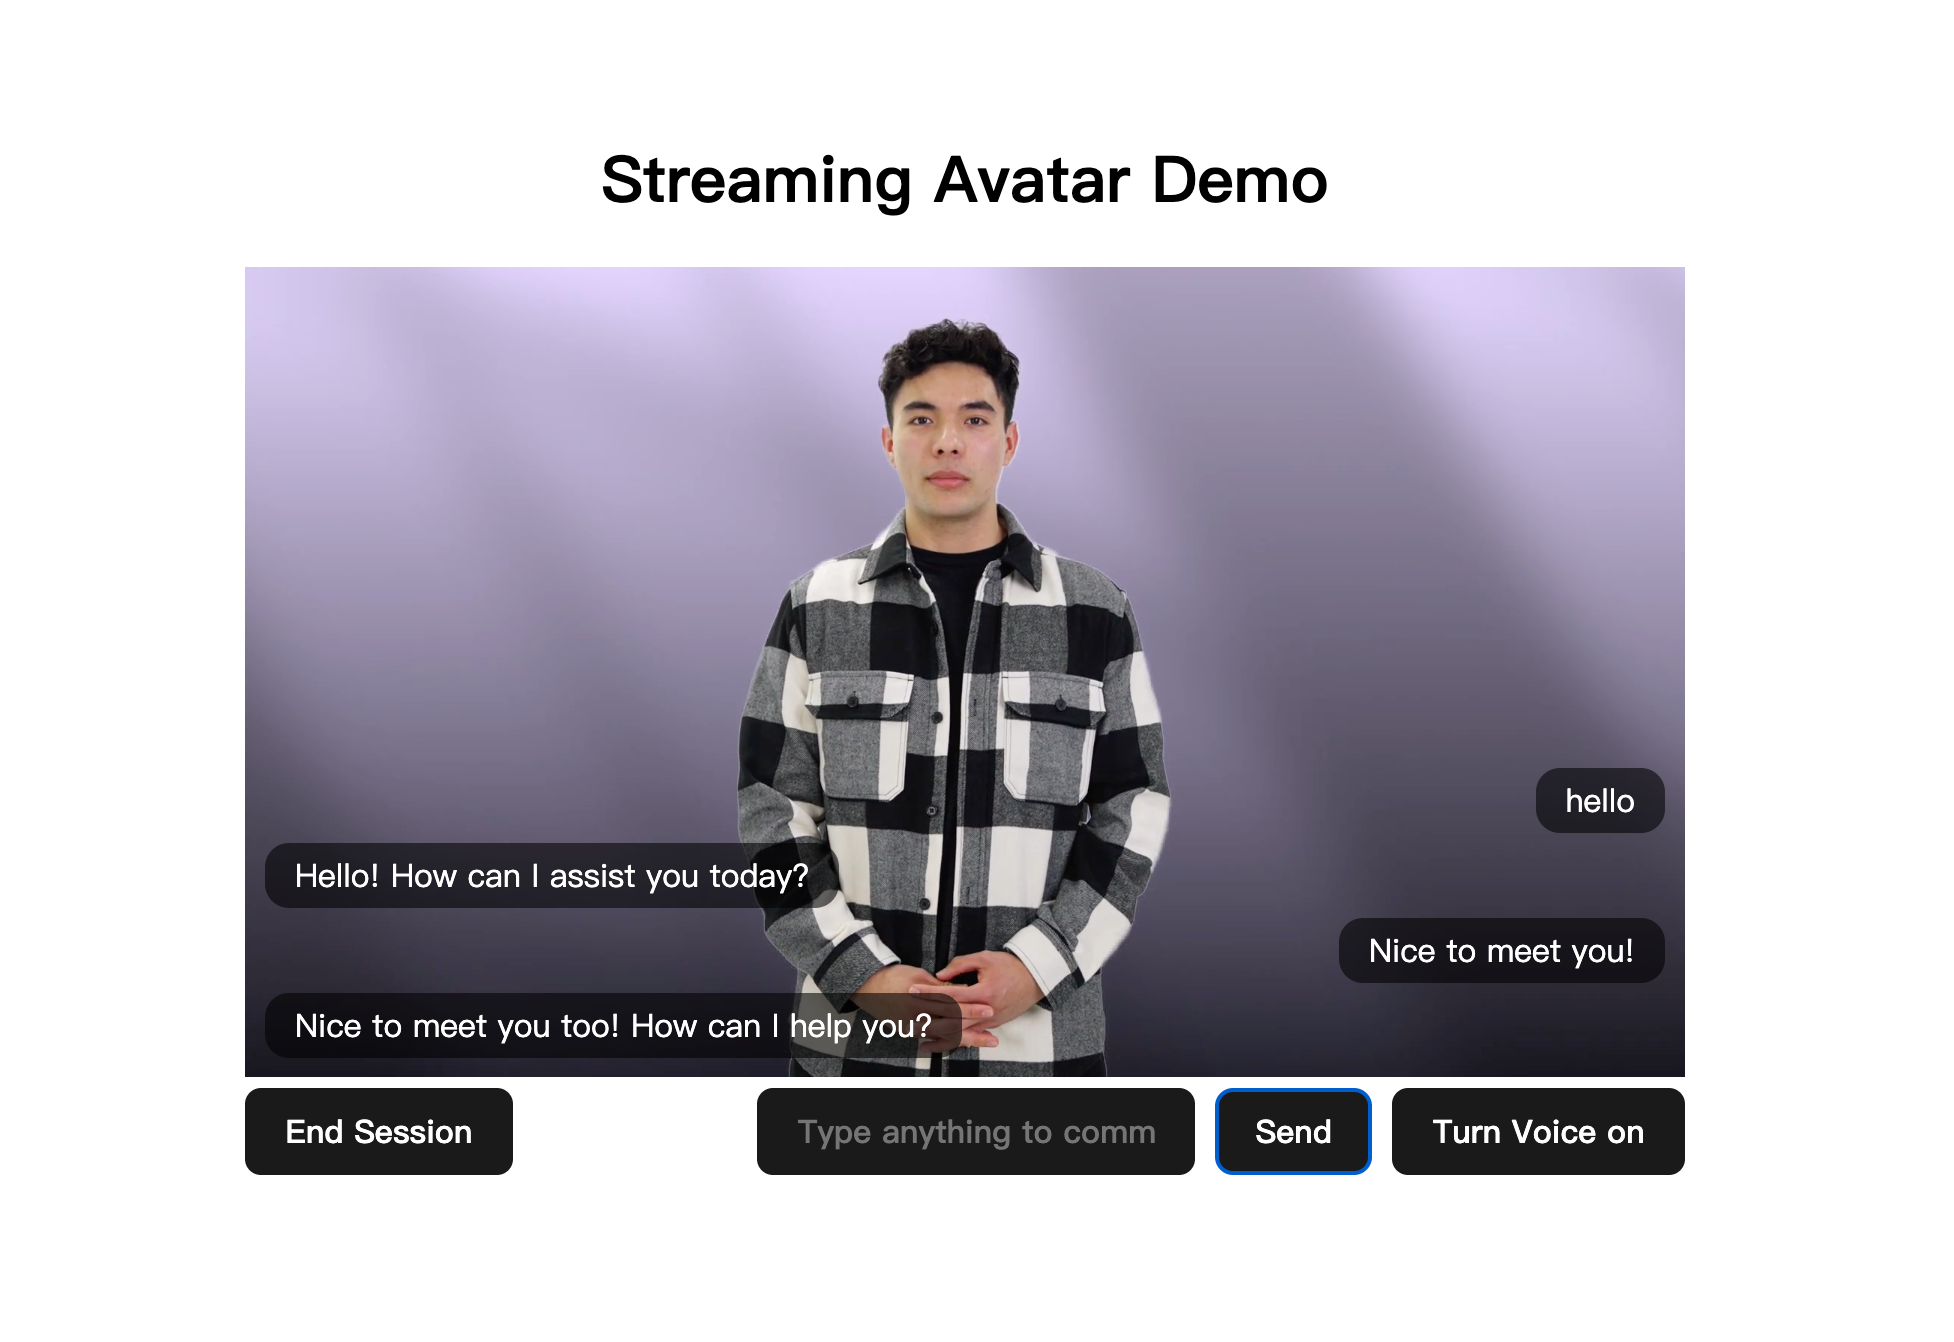 Streaming Avatar Demo
hello
Hello! How can I assist you today?
Nice to meet you!
Nice to meet you too! How can I help you?
End Session
Type anything to comm
Send
Turn Voice on